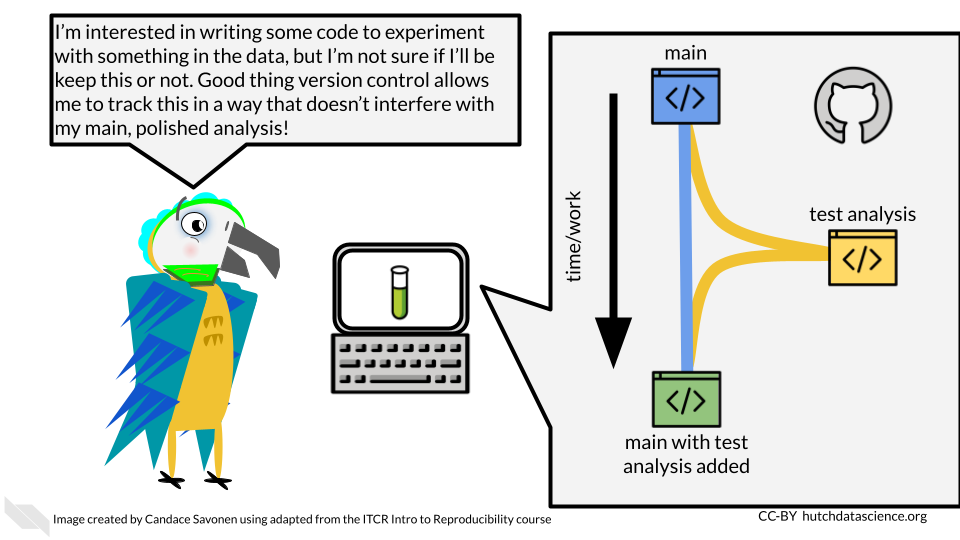 I'm interested in writing some code to experiment
with something in the data, but I'm not sure if I'll be
keep this or not. Good thing version control allows
me to track this in a way that doesn't interfere with
my main, polished analysis!
main
</>
time/work
test analysis
</>
</>
main with test
analysis added
Image created by Candace Savonen using adapted from the ITCR Intro to Reproducibility course
CC-BY hutchdatascience.org